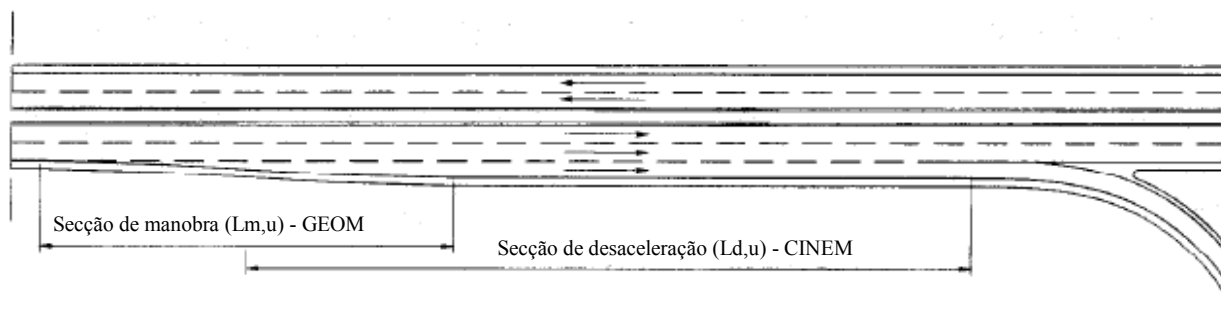 Secção de manobra (Lm,u) - GEOM
Secção de desaceleração (Ld,u) - CINEM